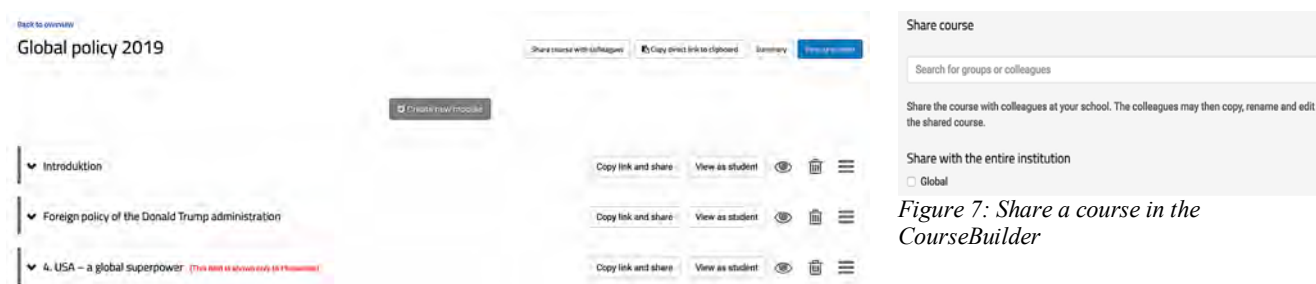 Back to overview
Global policy 2019
Share course with colleagues
Copy direct link to clipboard
Summary
Create new module
Introduktion
Copy link and share
View as student
Foreign policy of the Donald Trump administration
Copy link and share
View as student
4. USA – a global superpower
Copy link and share
View as student
Share course
Search for groups or colleagues
Share the course with colleagues at your school. The colleagues may then copy, rename and edit
the shared course.
Share with the entire institution
Global
Figure 7: Share a course in the
CourseBuilder